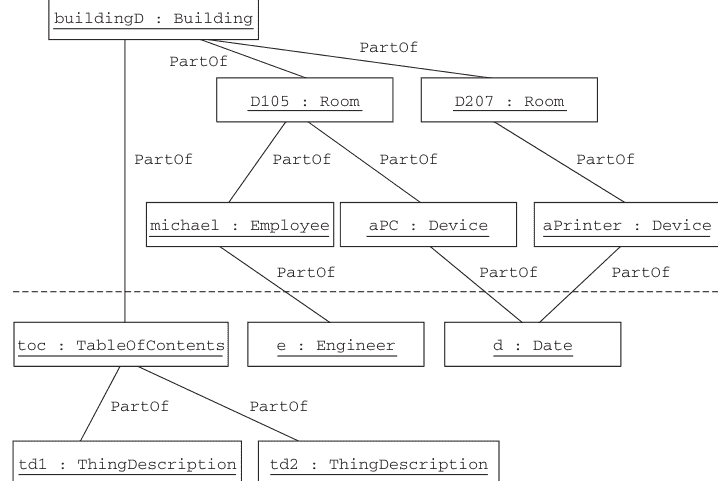 buildingD : Building
PartOf
PartOf
D105 : Room
D207 : Room
PartOf
PartOf
PartOf
PartOf
michael : Employee
aPC : Device
aPrinter : Device
PartOf
PartOf
PartOf
toc : TableOfContents
e : Engineer
d : Date
PartOf
PartOf
td1 : ThingDescription
td2 : ThingDescription